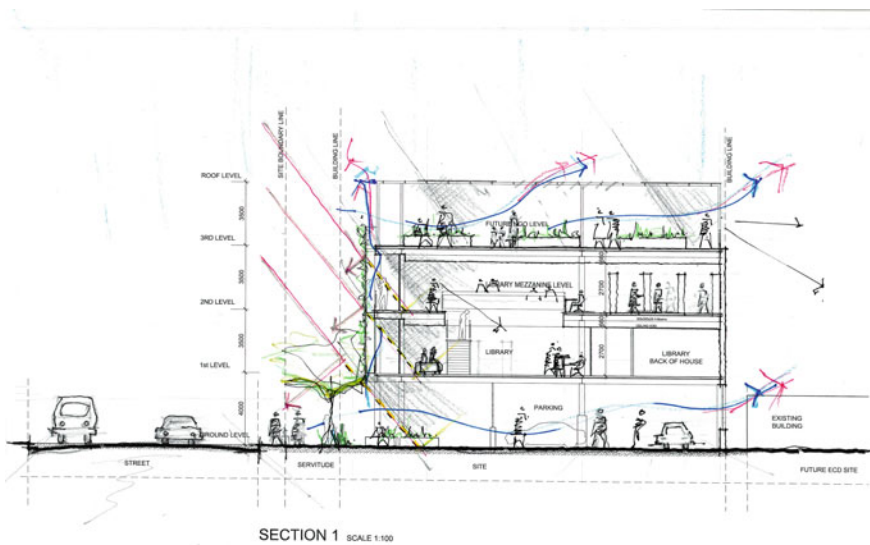 SITE BOUNDARY LINE
BUILDING LINE
BUILDING LINE
ROOF LEVEL
3500
FUTURE ECD LEVEL
3RD LEVEL
3500
LIBRARY MEZZANINE LEVEL
2700
2ND LEVEL
3500
LIBRARY
2700
LIBRARY
BACK OF HOUSE
1st LEVEL
4000
PARKING
EXISTING
BUILDING
GROUND LEVEL
STREET
SERVITUDE
SITE
FUTURE ECD SITE
SECTION 1 SCALE 1:100